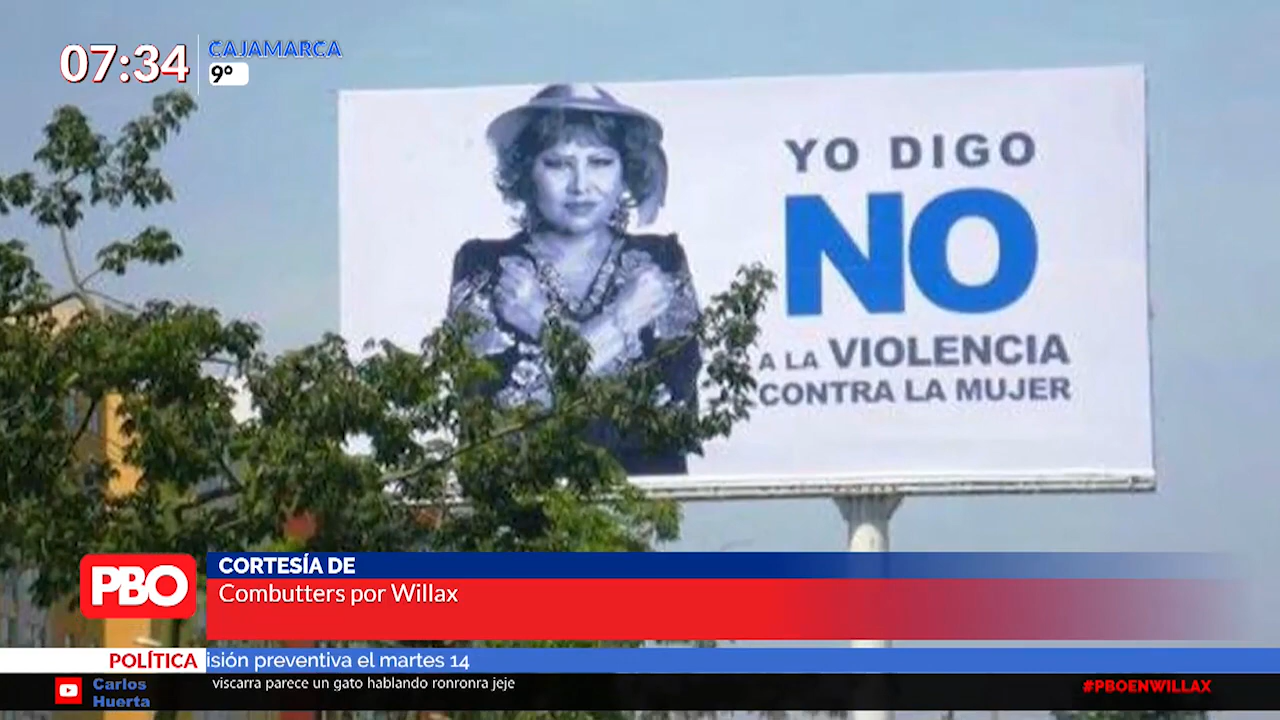 07:34
CAJAMARCA
9°
YO DIGO
NO
A LA VIOLENCIA
CONTRA LA MUJER
PBO
CORTESÍA DE
Combutters por Willax
POLÍTICA
isión preventiva el martes 14
Carlos
Huerta
viscarra parece un gato hablando ronronra jeje
#PBOENWILLAX